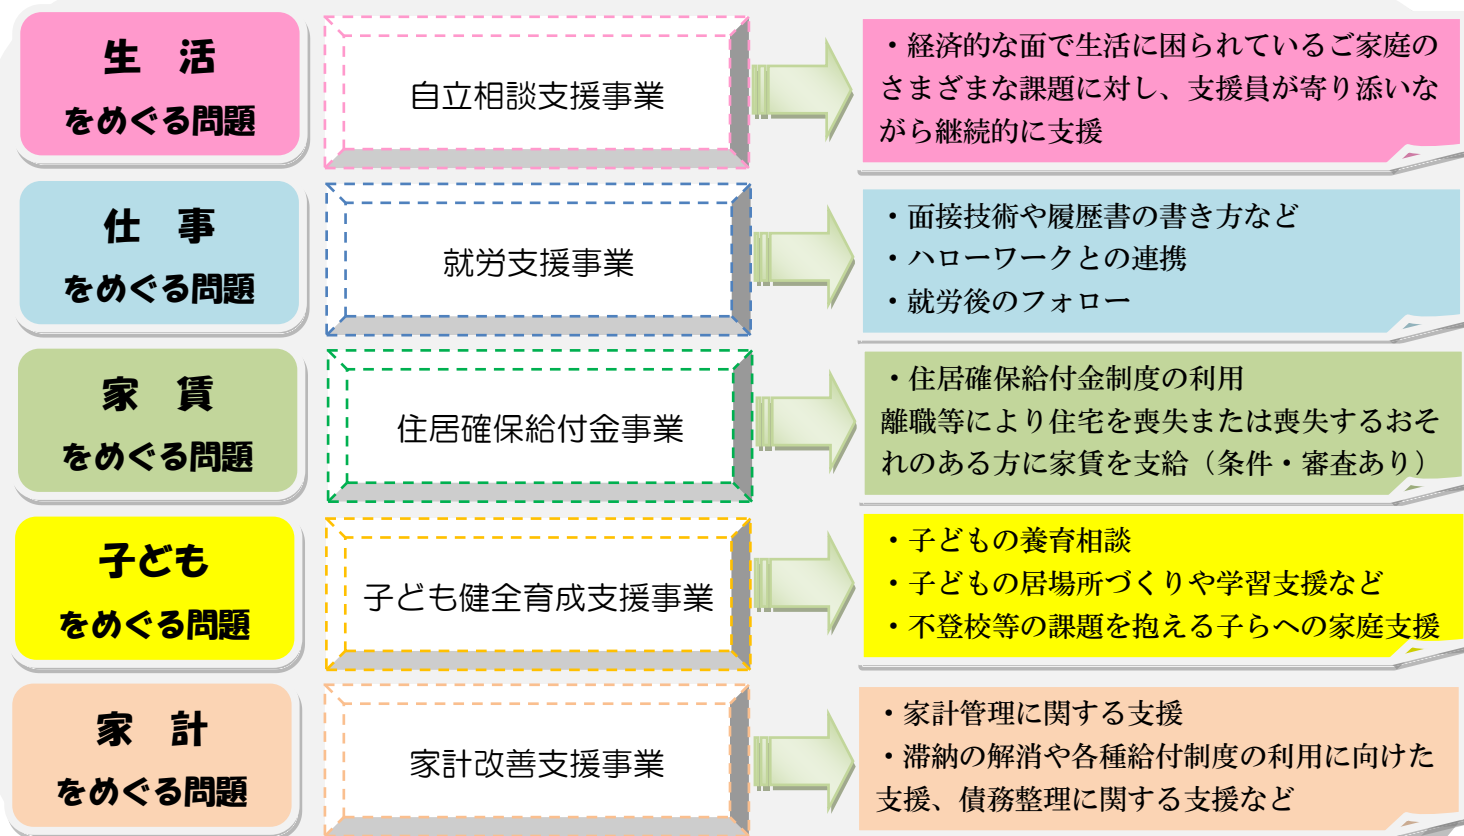 生　活
をめぐる問題
自立相談支援事業
・経済的な面で生活に困られているご家庭の
さまざまな課題に対し、支援員が寄り添いな
がら継続的に支援
仕　事
をめぐる問題
就労支援事業
・面接技術や履歴書の書き方など
・ハローワークとの連携
・就労後のフォロー
家　賃
をめぐる問題
住居確保給付金事業
・住居確保給付金制度の利用
離職等により住宅を喪失または喪失するおそ
れのある方に家賃を支給（条件・審査あり）
子ども
をめぐる問題
子ども健全育成支援事業
・子どもの養育相談
・子どもの居場所づくりや学習支援など
・不登校等の課題を抱える子らへの家庭支援
家　計
をめぐる問題
家計改善支援事業
・家計管理に関する支援
・滞納の解消や各種給付制度の利用に向けた
支援、債務整理に関する支援など